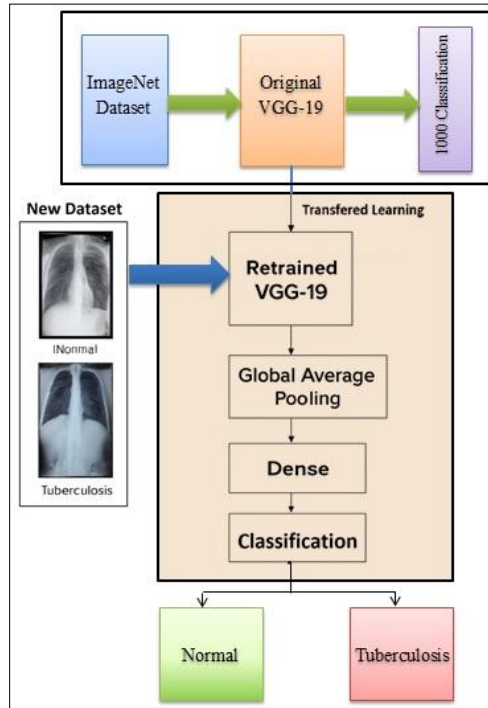 ImageNet
Dataset
Original
VGG-19
1000 Classification
New Dataset
Transfered Learning
Retrained
VGG-19
INormal
Global Average
Pooling
Tuberculosis
Dense
Classification
Normal
Tuberculosis